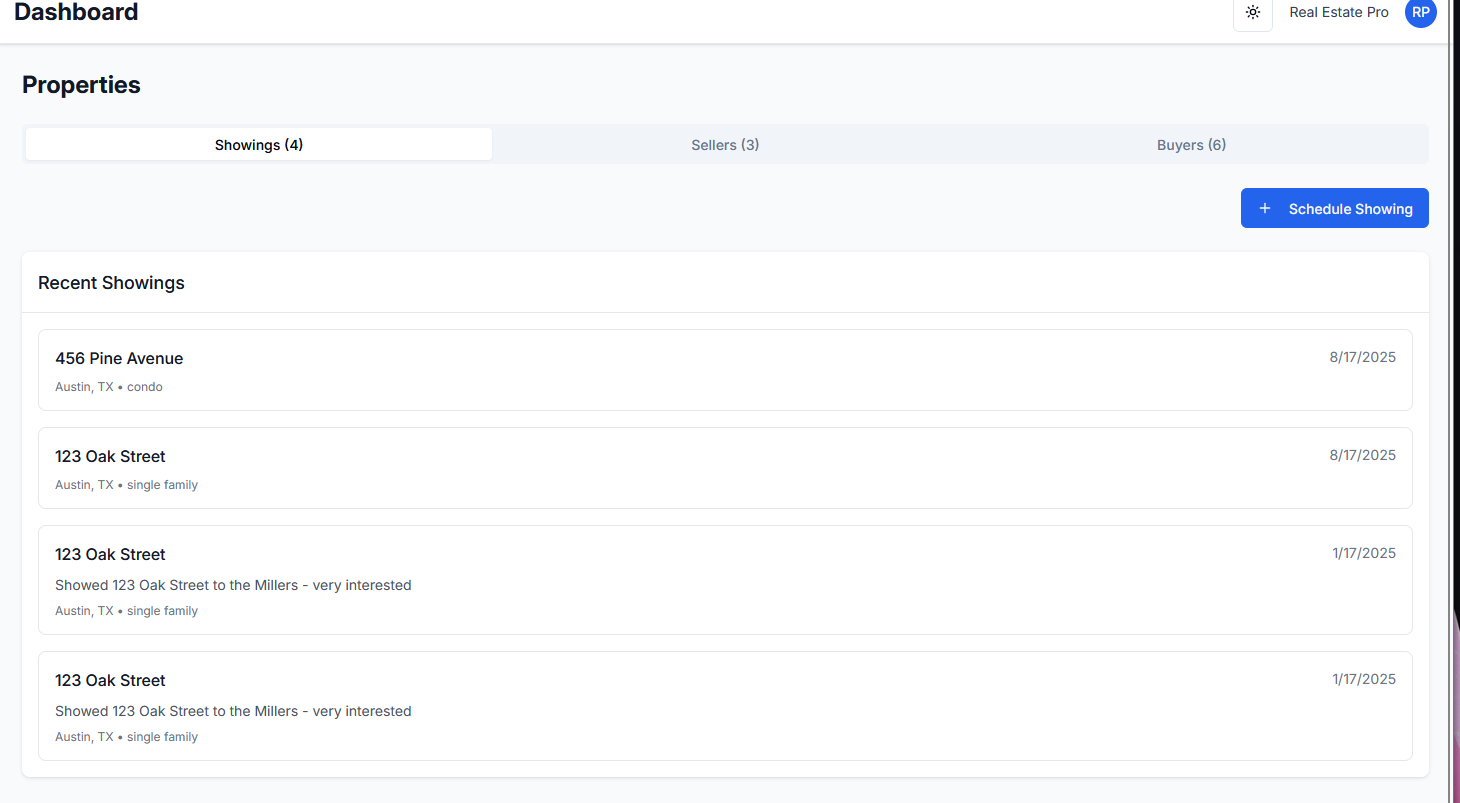 Dashboard
Real Estate Pro
RP
Properties
Showings (4)
Sellers (3)
Buyers (6)
+ Schedule Showing
Recent Showings
456 Pine Avenue
8/17/2025
Austin, TX • condo
123 Oak Street
8/17/2025
Austin, TX • single family
123 Oak Street
1/17/2025
Showed 123 Oak Street to the Millers - very interested
Austin, TX • single family
123 Oak Street
1/17/2025
Showed 123 Oak Street to the Millers - very interested
Austin, TX • single family